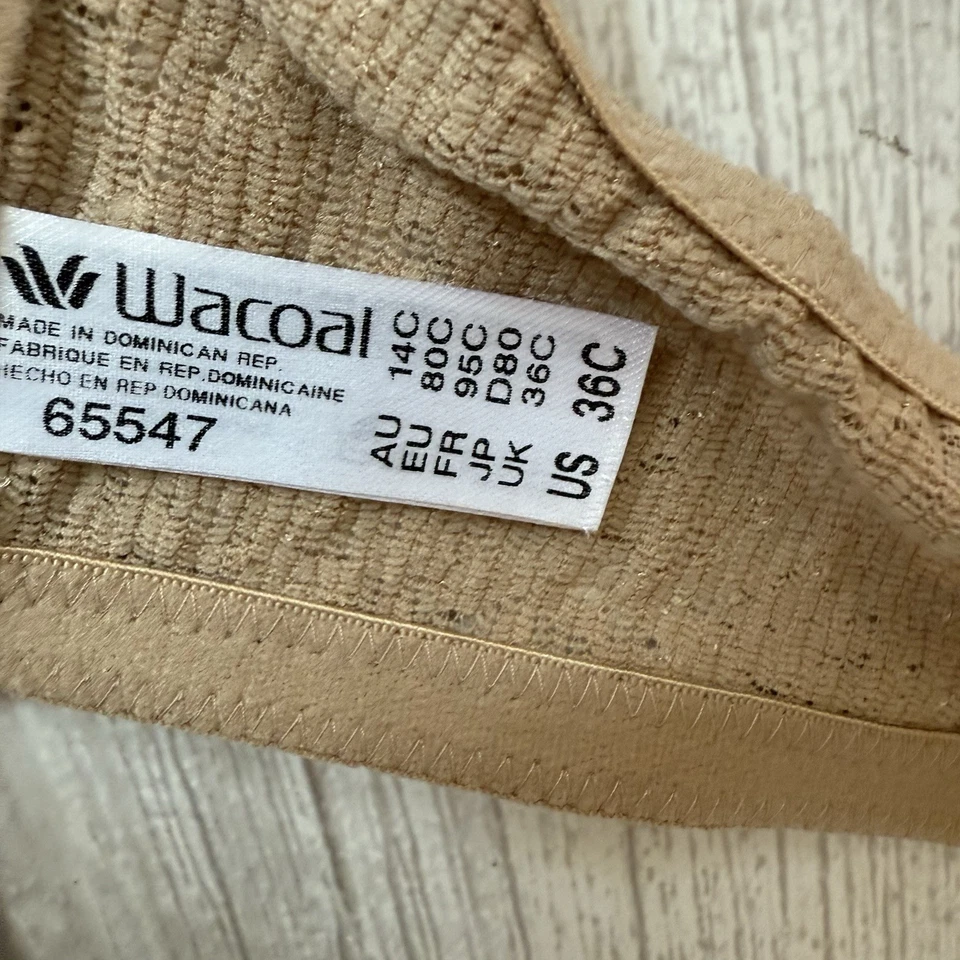 Wacoal
MADE IN DOMINICAN REP.
FABRIQUE EN REP.DOMINICAINE
HECHO EN REP DOMINICANA
65547
AU 14C
EU 80C
FR 95C
JP D80
UK 36C
US 36C